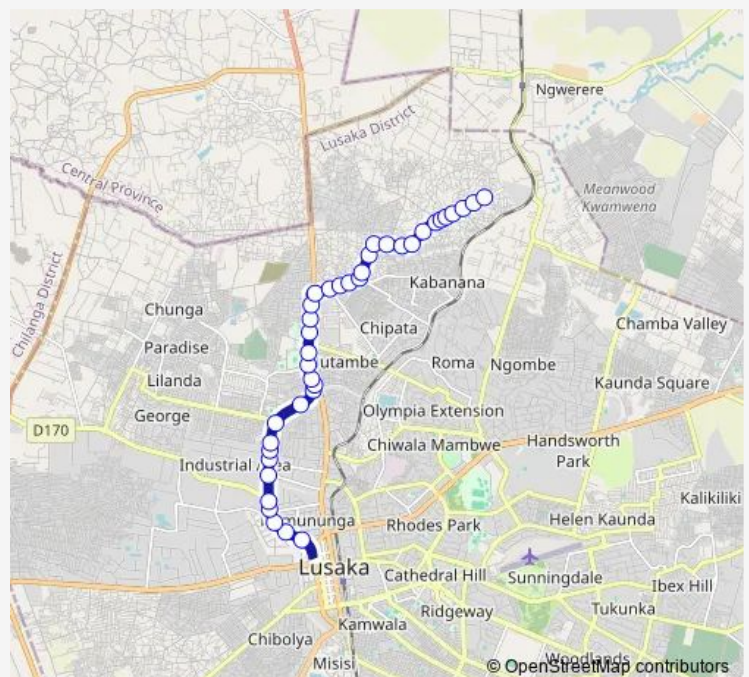 Ngwerere
Lusaka District
Central Province
Meanwood
Kwamwena
Chilanga District
Kabanana
Chunga
Chipata
Chamba Valley
Paradise
utambe
Roma
Ngombe
Lilanda
Kaunda Square
George
Olympia Extension
D170
Chiwala Mambwe
Handsworth
Park
Industrial Area
Kalikiliki
Rhodes Park
Helen Kaunda
Lusaka
Cathedral Hill
Sunningdale
Ibex Hill
Ridgeway
Tukunka
Kamwala
Chibolya
Woodlands
Misisi
© OpenStreetMap contributors